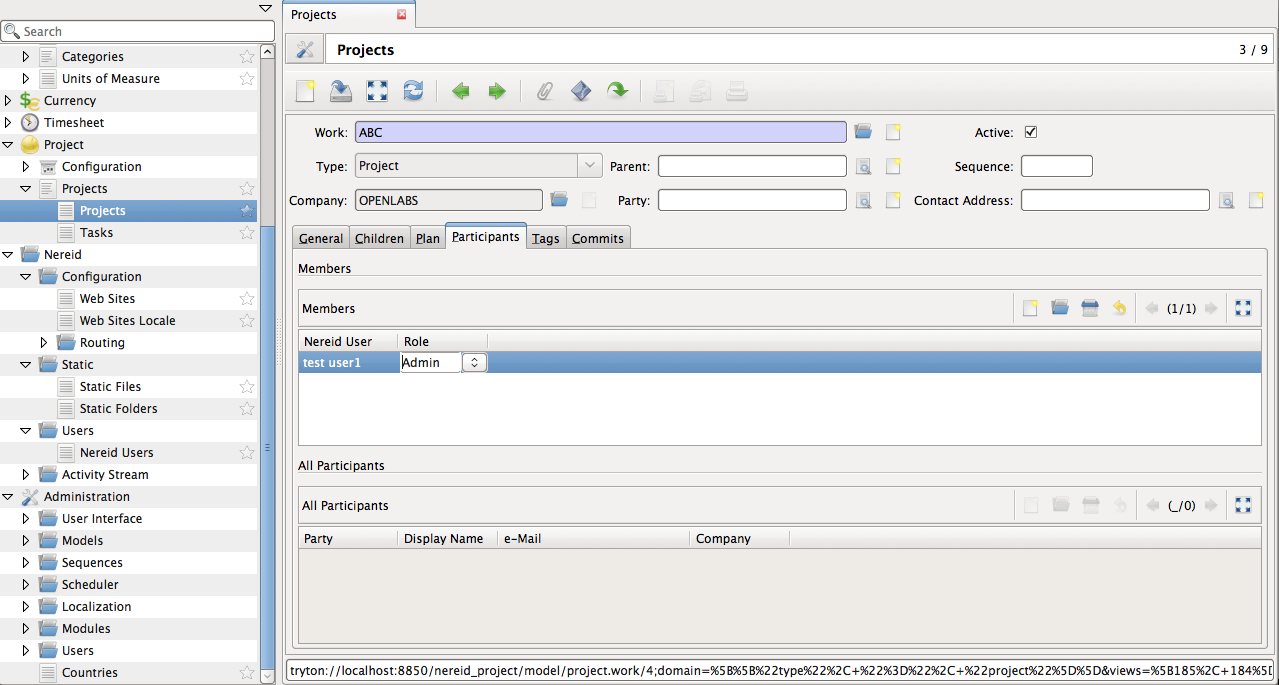 Search
Categories
Units of Measure
Currency
Timesheet
Project
Configuration
Projects
Projects
Tasks
Nereid
Configuration
Web Sites
Web Sites Locale
Routing
Static
Static Files
Static Folders
Users
Nereid Users
Activity Stream
Administration
User Interface
Models
Sequences
Scheduler
Localization
Modules
Users
Countries
Projects
Projects 3 / 9
Work: ABC Active:
Type: Project Parent: Sequence:
Company: OPENLABS Party: Contact Address:
General Children Plan Participants Tags Commits
Members
Members (1/1)
Nereid User Role
test user1 Admin
All Participants
All Participants (_/0)
Party Display Name e-Mail Company
tryton://localhost:8850/nereid_project/model/project.work/4;domain=%5B%5B%22type%22%2C+%22%3D%22%2C+%22project%22%5D%5D&views=%5B185%2C+184%5D